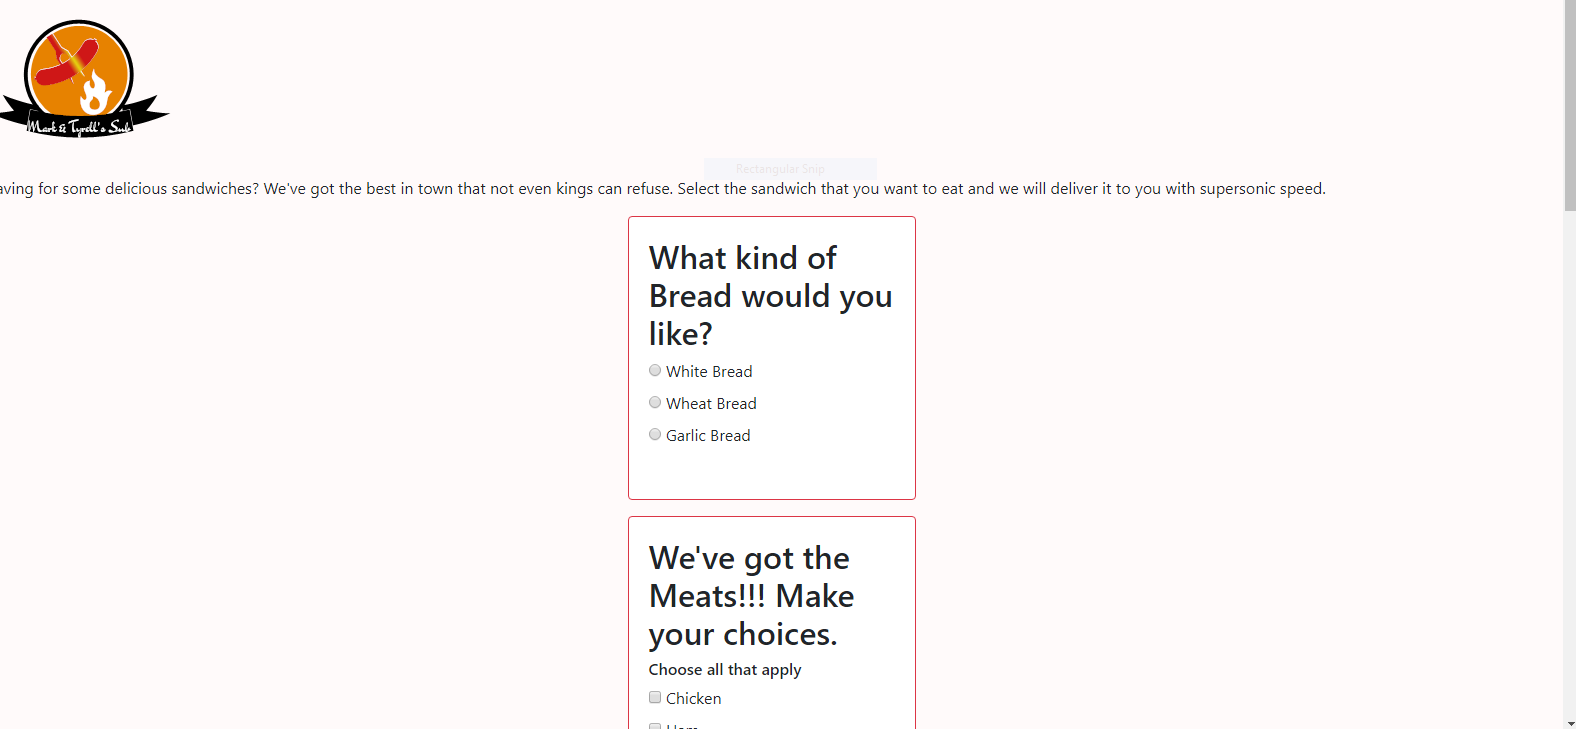 Mark & Tyrell's Sub
Rectangular Snip
aving for some delicious sandwiches? We've got the best in town that not even kings can refuse. Select the sandwich that you want to eat and we will deliver it to you with supersonic speed.
What kind of
Bread would you
like?
White Bread
Wheat Bread
Garlic Bread
We've got the
Meats!!! Make
your choices.
Choose all that apply
Chicken
Ham